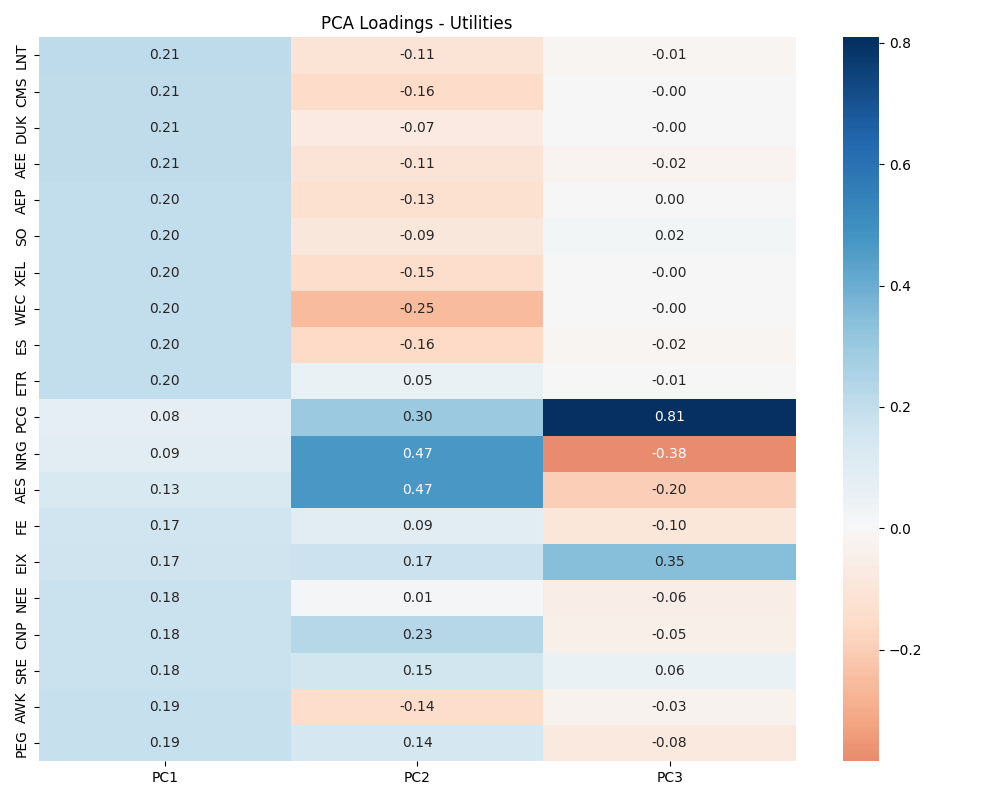 PCA Loadings - Utilities
LNT 0.21 -0.11 -0.01
CMS 0.21 -0.16 -0.00
DUK 0.21 -0.07 -0.00
AEE 0.21 -0.11 -0.02
AEP 0.20 -0.13 0.00
SO 0.20 -0.09 0.02
XEL 0.20 -0.15 -0.00
WEC 0.20 -0.25 -0.00
ES 0.20 -0.16 -0.02
ETR 0.20 0.05 -0.01
PCG 0.08 0.30 0.81
NRG 0.09 0.47 -0.38
AES 0.13 0.47 -0.20
FE 0.17 0.09 -0.10
EIX 0.17 0.17 0.35
NEE 0.18 0.01 -0.06
CNP 0.18 0.23 -0.05
SRE 0.18 0.15 0.06
AWK 0.19 -0.14 -0.03
PEG 0.19 0.14 -0.08
PC1 PC2 PC3
0.8
0.6
0.4
0.2
0.0
−0.2